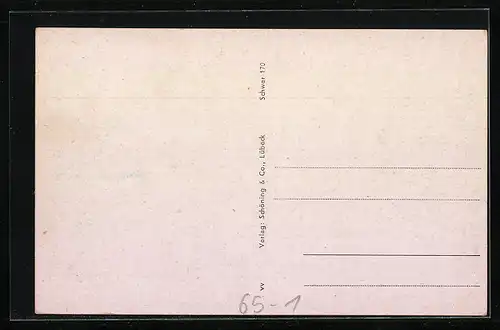 vv Verlag: Schöning & Co., Lübeck Schwer 170
65-1